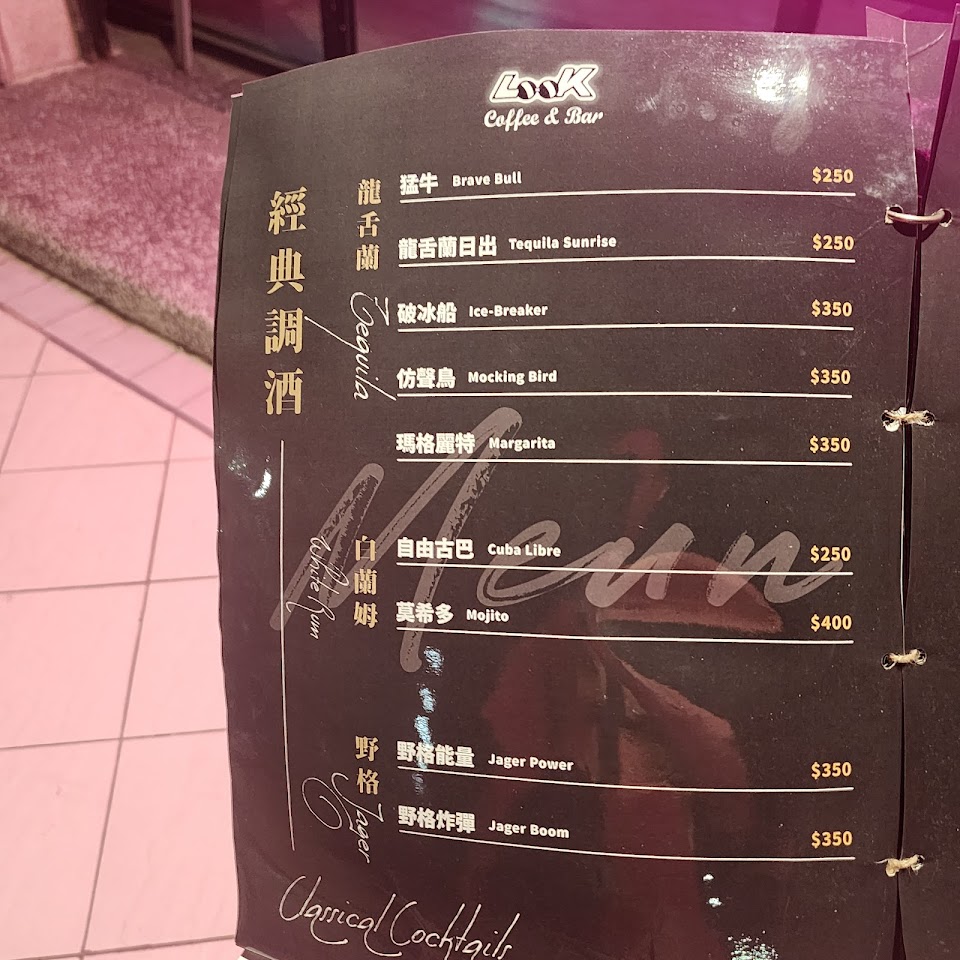 LooK
Coffee & Bar
經典調酒
龍舌蘭
Tequila
猛牛 Brave Bull $250
龍舌蘭日出 Tequila Sunrise $250
破冰船 Ice-Breaker $350
仿聲鳥 Mocking Bird $350
瑪格麗特 Margarita $350
Menu
白蘭姆
White Rum
自由古巴 Cuba Libre $250
莫希多 Mojito $400
野格
Jager
野格能量 Jager Power $350
野格炸彈 Jager Boom $350
Classical Cocktails